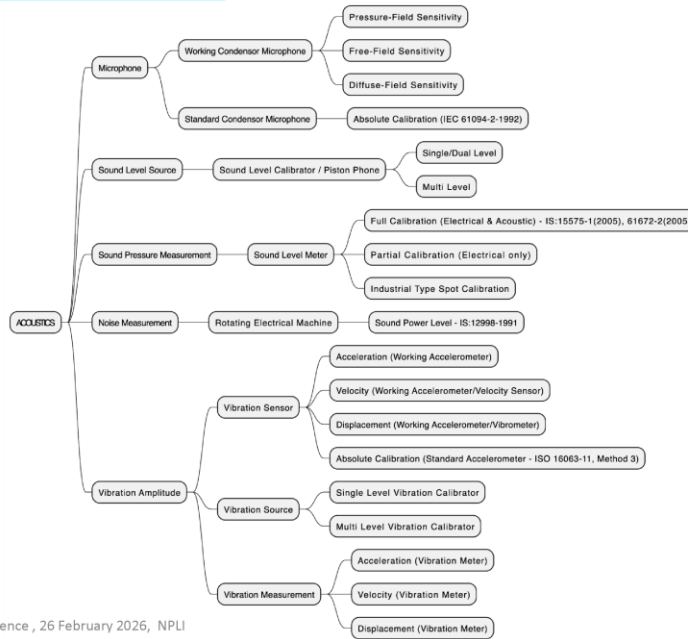 Pressure-Field Sensitivity
Working Condensor Microphone
Free-Field Sensitivity
Microphone
Diffuse-Field Sensitivity
Standard Condensor Microphone
Absolute Calibration (IEC 61094-2-1992)
Single/Dual Level
Sound Level Source
Sound Level Calibrator / Piston Phone
Multi Level
Full Calibration (Electrical & Acoustic) - IS:15575-1(2005), 61672-2(2005
Sound Pressure Measurement
Sound Level Meter
Partial Calibration (Electrical only)
Industrial Type Spot Calibration
ACOUSTICS
Noise Measurement
Rotating Electrical Machine
Sound Power Level - IS:12998-1991
Acceleration (Working Accelerometer)
Velocity (Working Accelerometer/Velocity Sensor)
Vibration Sensor
Displacement (Working Accelerometer/Vibrometer)
Absolute Calibration (Standard Accelerometer - ISO 16063-11, Method 3)
Vibration Amplitude
Single Level Vibration Calibrator
Vibration Source
Multi Level Vibration Calibrator
Acceleration (Vibration Meter)
Vibration Measurement
Velocity (Vibration Meter)
Displacement (Vibration Meter)
ence , 26 February 2026, NPLI